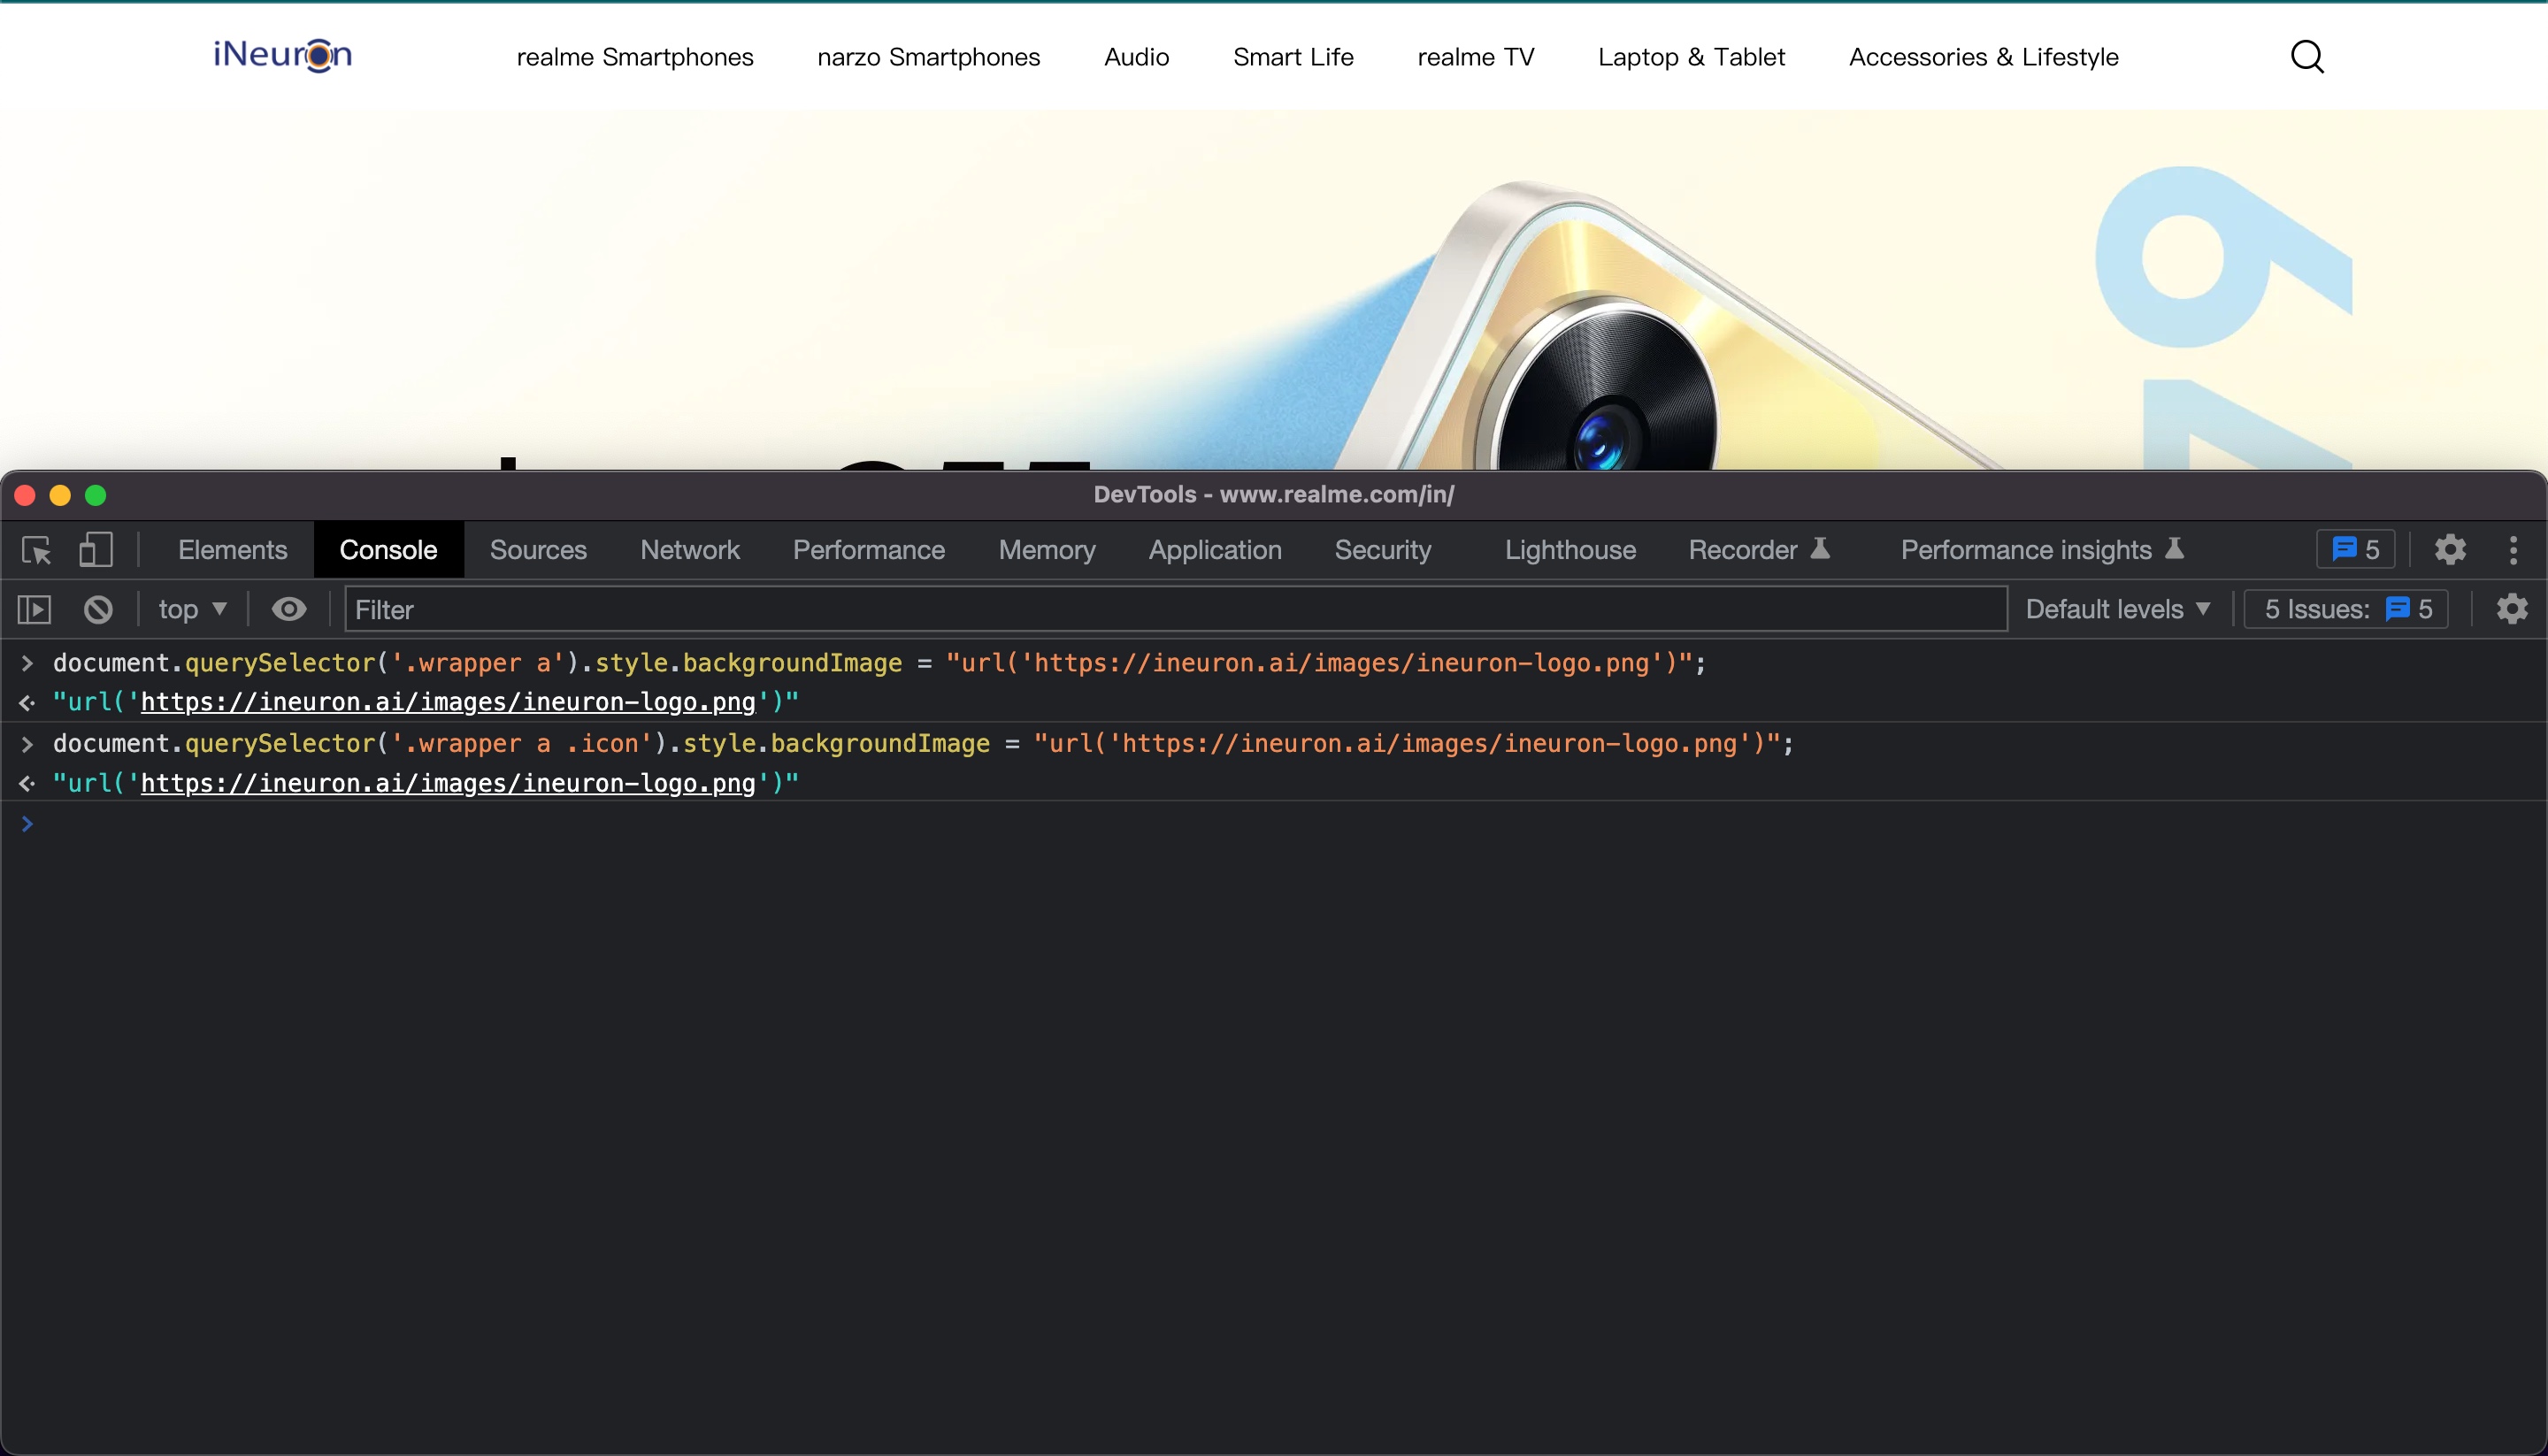 iNeuron
realme Smartphones narzo Smartphones Audio Smart Life realme TV Laptop & Tablet Accessories & Lifestyle
DevTools - www.realme.com/in/
Elements Console Sources Network Performance Memory Application Security Lighthouse Recorder Performance insights 5
top Filter Default levels 5 Issues: 5
> document.querySelector('.wrapper a').style.backgroundImage = "url('https://ineuron.ai/images/ineuron-logo.png')";
"url('https://ineuron.ai/images/ineuron-logo.png')"
> document.querySelector('.wrapper a .icon').style.backgroundImage = "url('https://ineuron.ai/images/ineuron-logo.png')";
"url('https://ineuron.ai/images/ineuron-logo.png')"
>